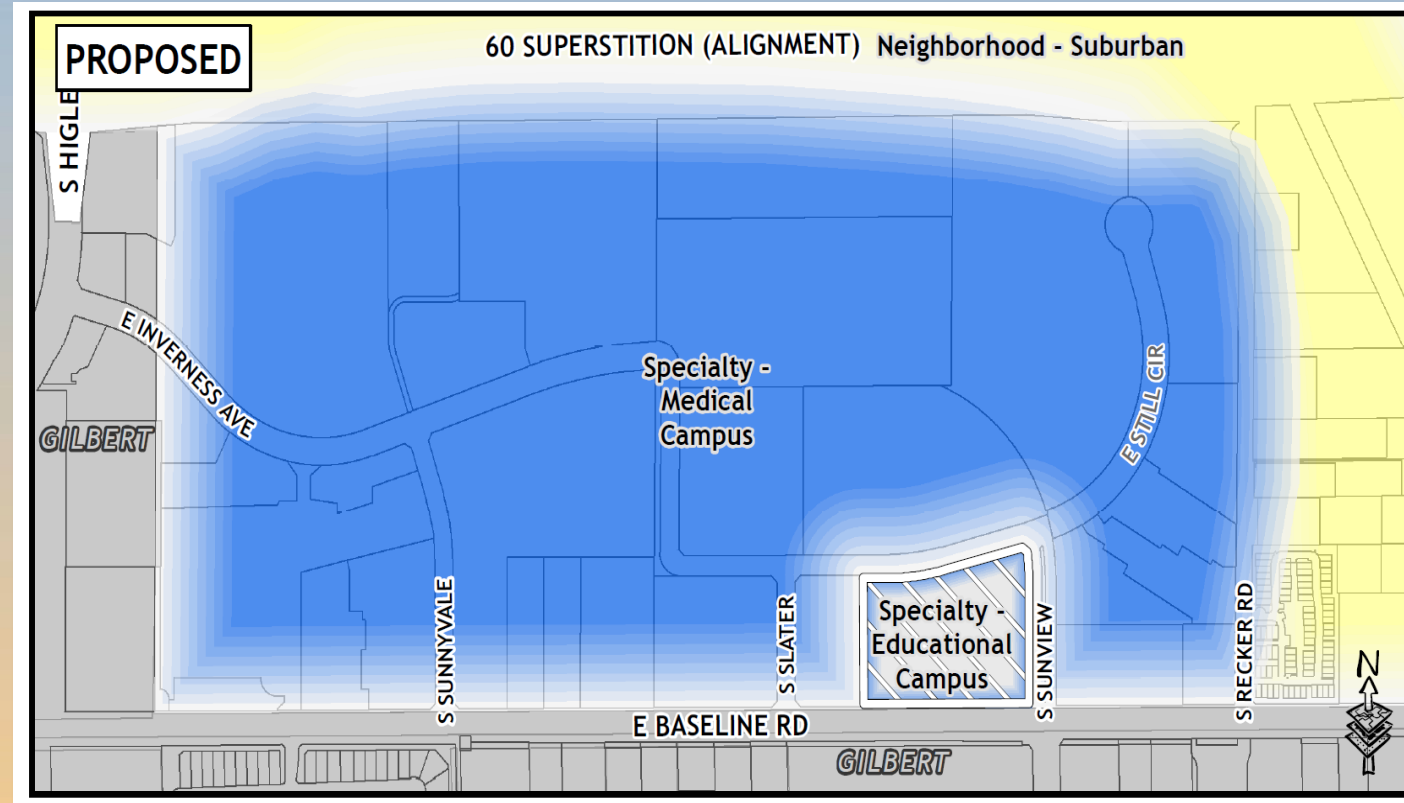 PROPOSED
60 SUPERSTITION (ALIGNMENT) Neighborhood - Suburban
S HIGLE
E INVERNESS AVE
GILBERT
Specialty -
Medical
Campus
E STILL CIR
S SUNNYVALE
S SLATER
Specialty -
Educational
Campus
S SUNVIEW
S RECKER RD
N
E BASELINE RD
GILBERT